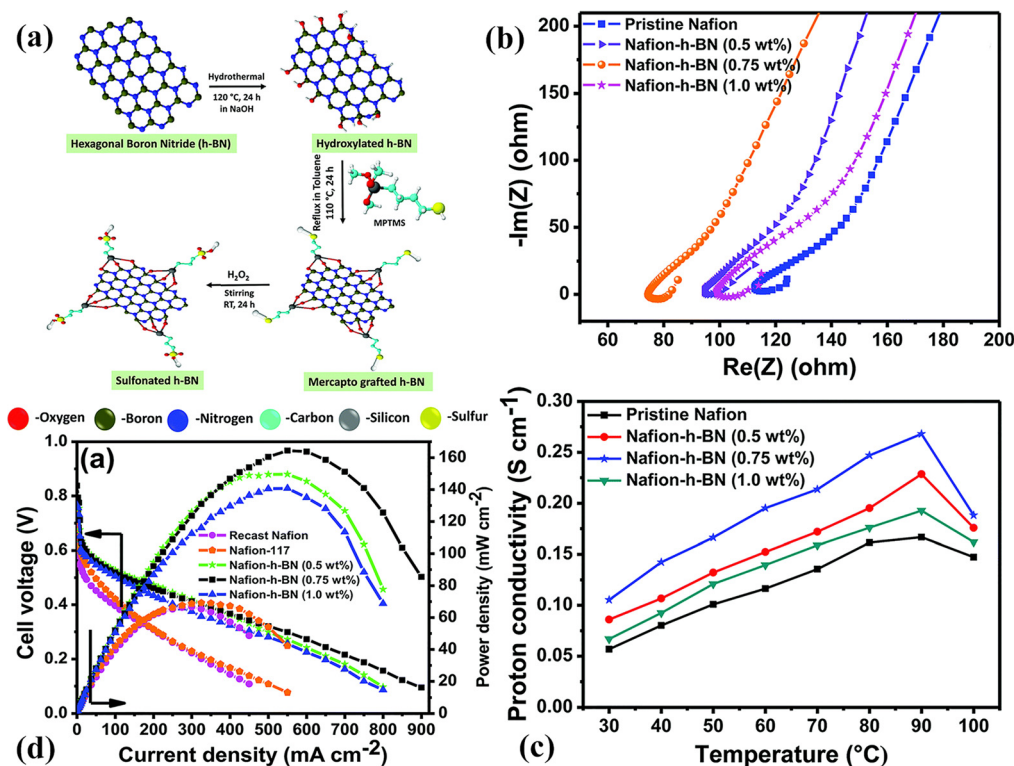 (a)
Hydrothermal
120 °C, 24 h
in NaOH
Hexagonal Boron Nitride (h-BN)
Hydroxylated h-BN
Reflux in Toluene
110 °C, 24 h
MPTMS
H₂O₂
Stirring
RT, 24 h
Sulfonated h-BN
Mercapto grafted h-BN
-Oxygen -Boron -Nitrogen -Carbon -Silicon -Sulfur
(b)
Pristine Nafion
Nafion-h-BN (0.5 wt%)
Nafion-h-BN (0.75 wt%)
Nafion-h-BN (1.0 wt%)
-Im(Z) (ohm)
200
150
100
50
0
60 80 100 120 140 160 180 200
Re(Z) (ohm)
(a)
Cell voltage (V)
1.0
0.8
0.6
0.4
0.2
0.0
Recast Nafion
Nafion-117
Nafion-h-BN (0.5 wt%)
Nafion-h-BN (0.75 wt%)
Nafion-h-BN (1.0 wt%)
160
140
120
100
80
60
40
20
0
Power density (mW cm⁻²)
0 100 200 300 400 500 600 700 800 900
Current density (mA cm⁻²)
(d)
Proton conductivity (S cm⁻¹)
0.30
0.25
0.20
0.15
0.10
0.05
0.00
Pristine Nafion
Nafion-h-BN (0.5 wt%)
Nafion-h-BN (0.75 wt%)
Nafion-h-BN (1.0 wt%)
30 40 50 60 70 80 90 100
Temperature (°C)
(c)